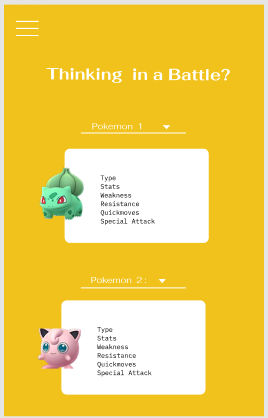 Thinking in a Battle?
Pokemon 1
Type
Stats
Weakness
Resistance
Quickmoves
Special Attack
Pokemon 2:
Type
Stats
Weakness
Resistance
Quickmoves
Special Attack